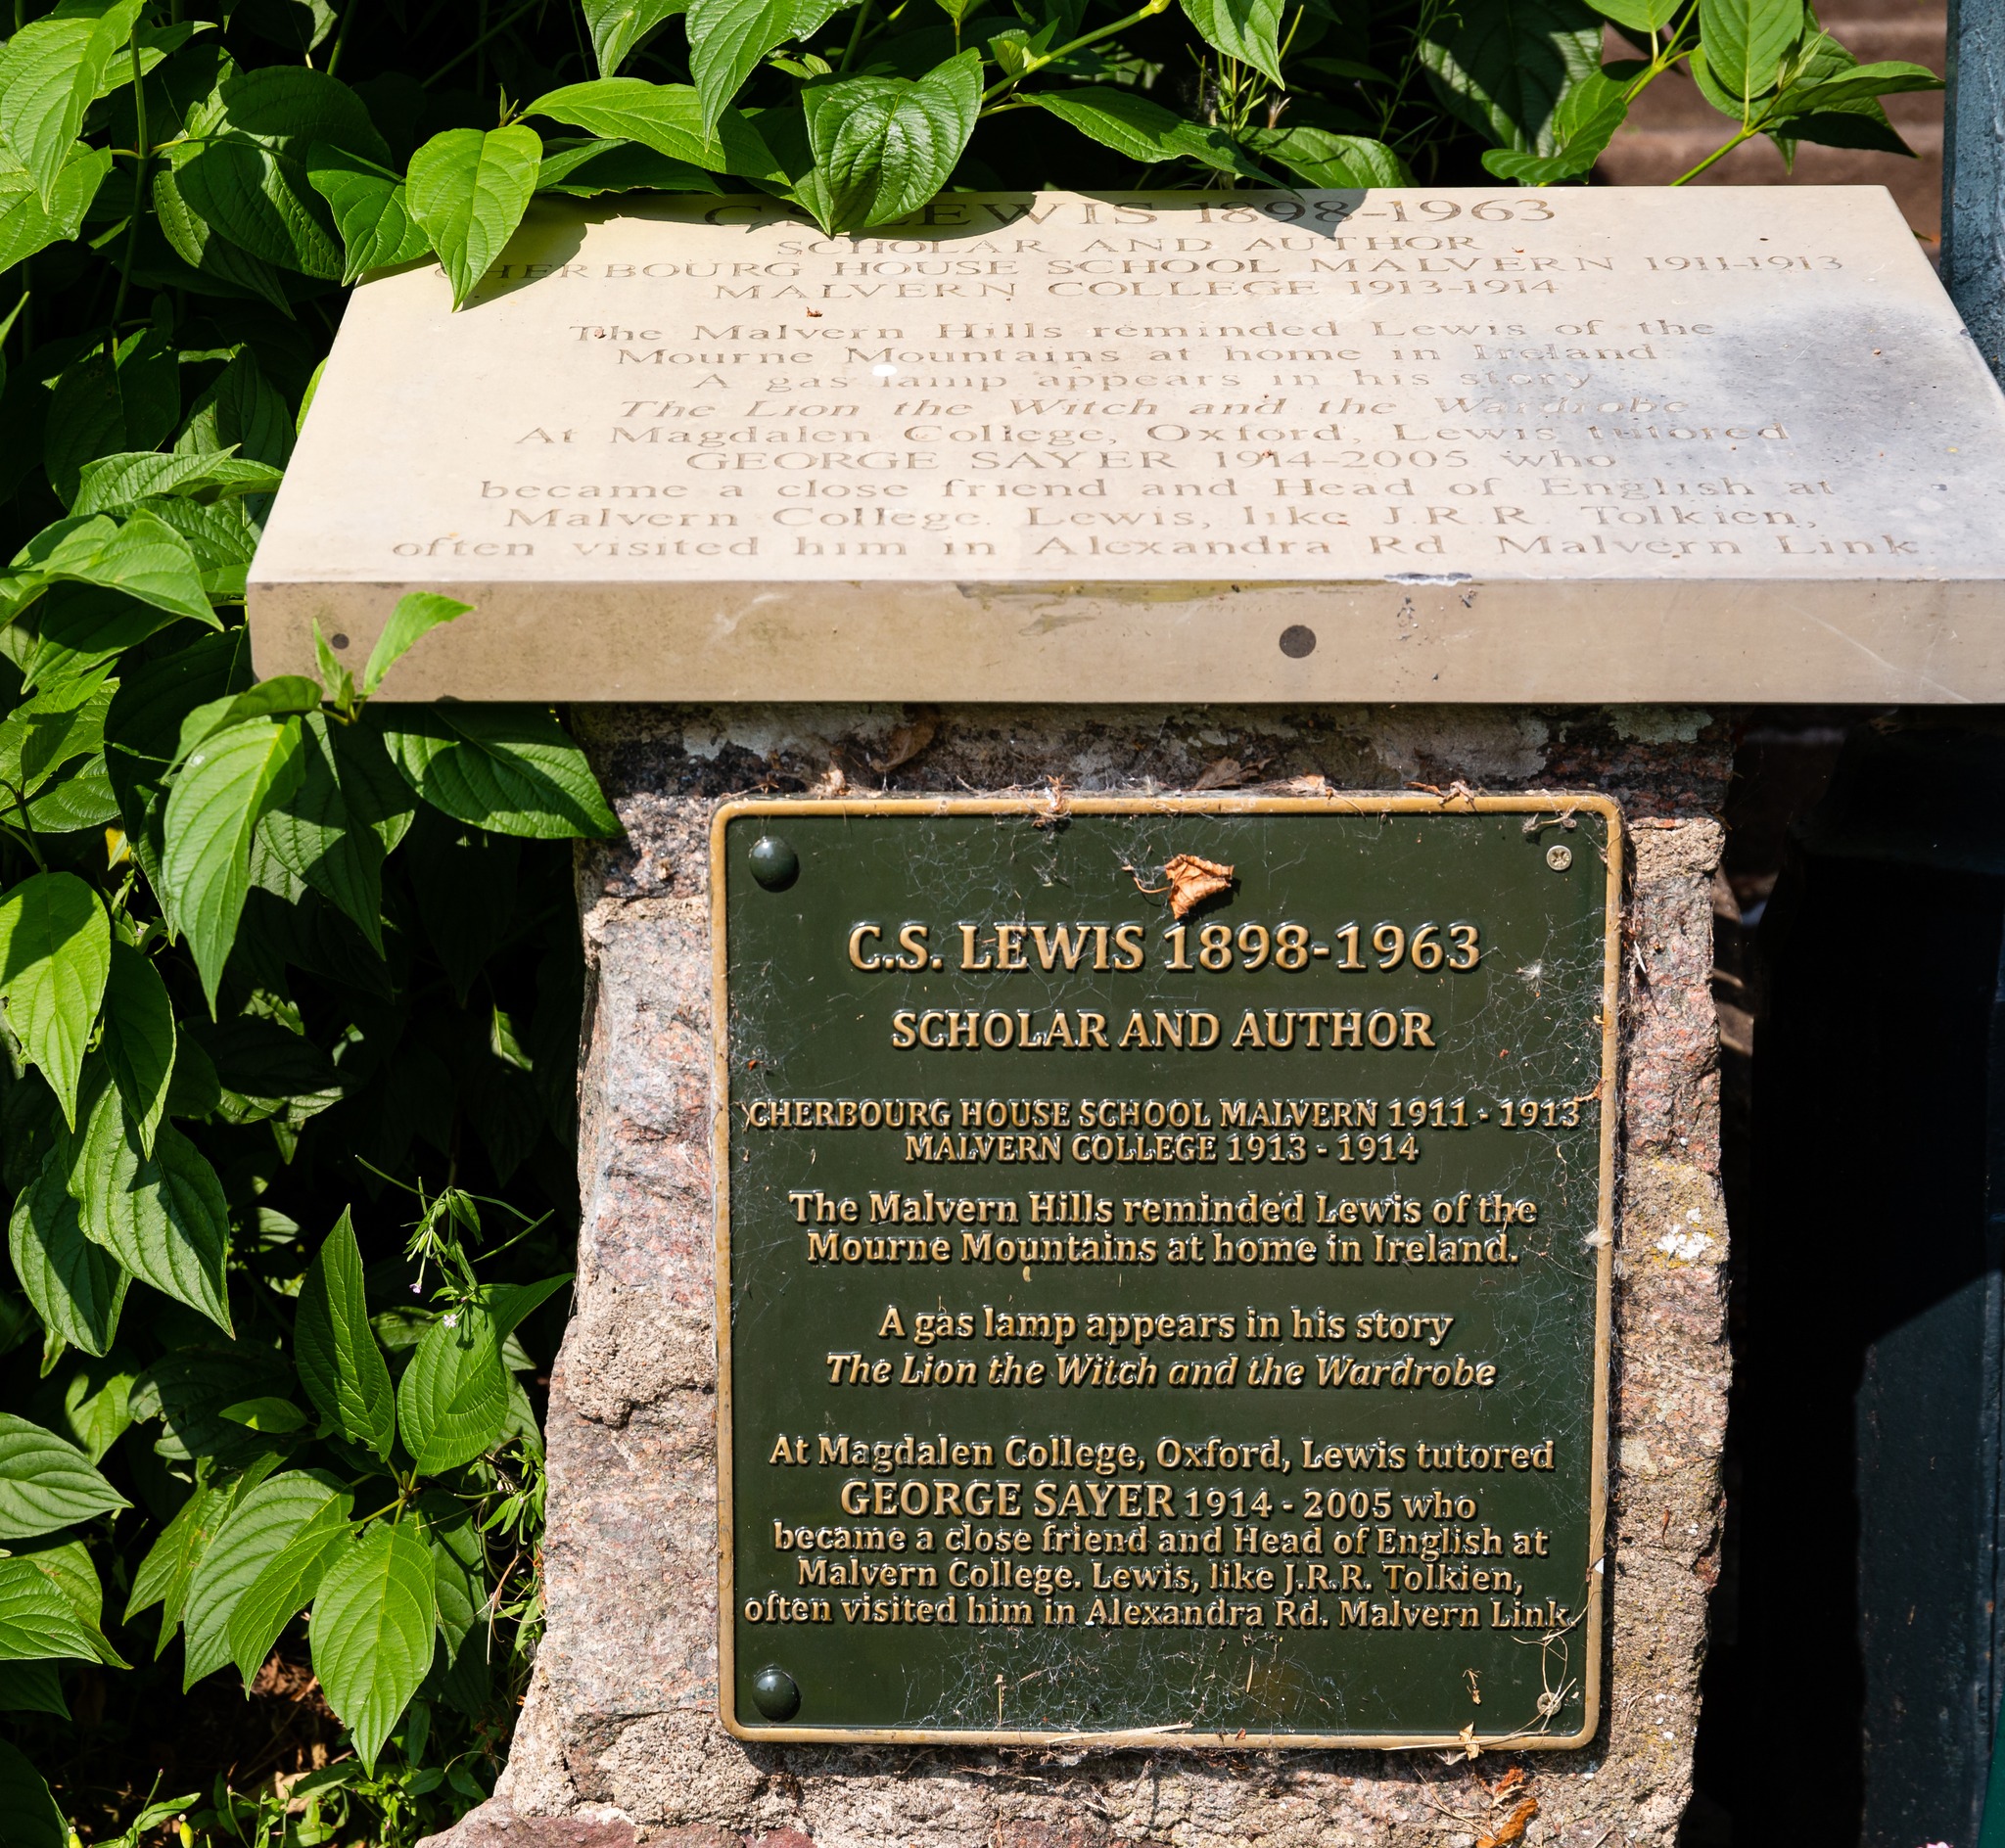 C.S. LEWIS 1898-1963
SCHOLAR AND AUTHOR
CHERBOURG HOUSE SCHOOL MALVERN 1911-1913
MALVERN COLLEGE 1913-1914
The Malvern Hills reminded Lewis of the
Mourne Mountains at home in Ireland
A gas lamp appears in his story
The Lion the Witch and the Wardrobe
At Magdalen College, Oxford, Lewis tutored
GEORGE SAYER 1914-2005 who
became a close friend and Head of English at
Malvern College. Lewis, like J.R.R. Tolkien,
often visited him in Alexandra Rd Malvern Link
C.S. LEWIS 1898-1963
SCHOLAR AND AUTHOR
CHERBOURG HOUSE SCHOOL MALVERN 1911 - 1913
MALVERN COLLEGE 1913 - 1914
The Malvern Hills reminded Lewis of the
Mourne Mountains at home in Ireland.
A gas lamp appears in his story
The Lion the Witch and the Wardrobe
At Magdalen College, Oxford, Lewis tutored
GEORGE SAYER 1914 - 2005 who
became a close friend and Head of English at
Malvern College. Lewis, like J.R.R. Tolkien,
often visited him in Alexandra Rd. Malvern Link